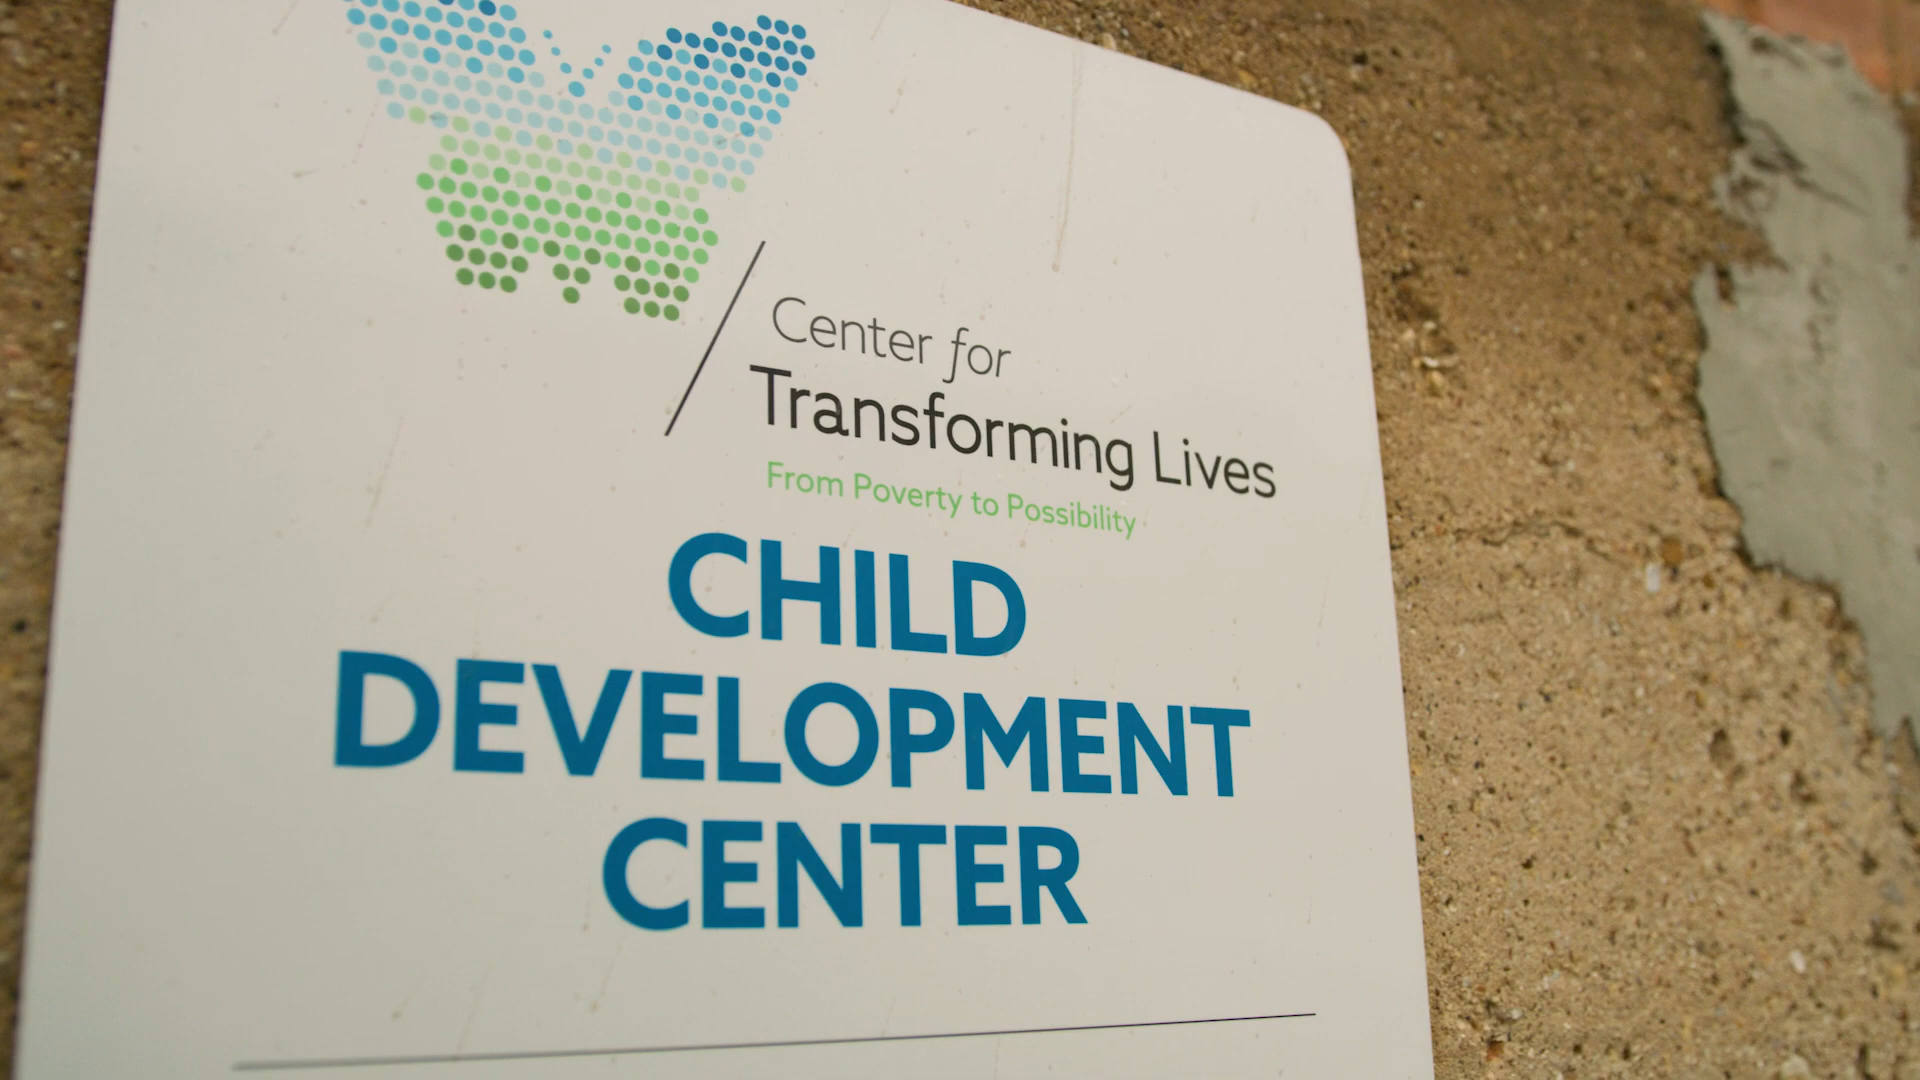 Center for
Transforming Lives
From Poverty to Possibility
CHILD
DEVELOPMENT
CENTER